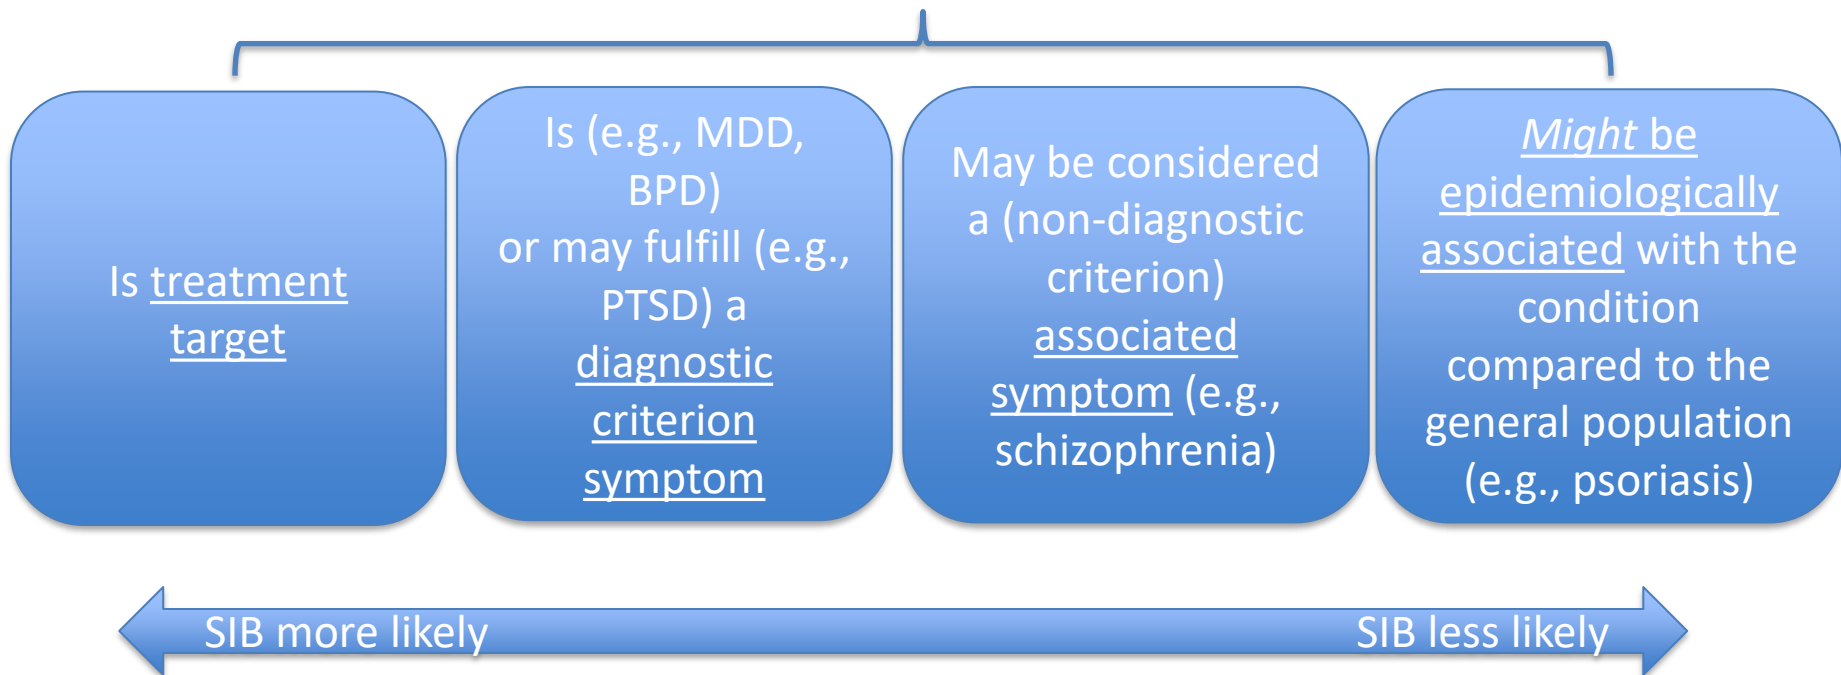 Is treatment
target
Is (e.g., MDD,
BPD)
or may fulfill (e.g.,
PTSD) a
diagnostic
criterion
symptom
May be considered
a (non-diagnostic
criterion)
associated
symptom (e.g.,
schizophrenia)
Might be
epidemiologically
associated with the
condition
compared to the
general population
(e.g., psoriasis)
SIB more likely
SIB less likely